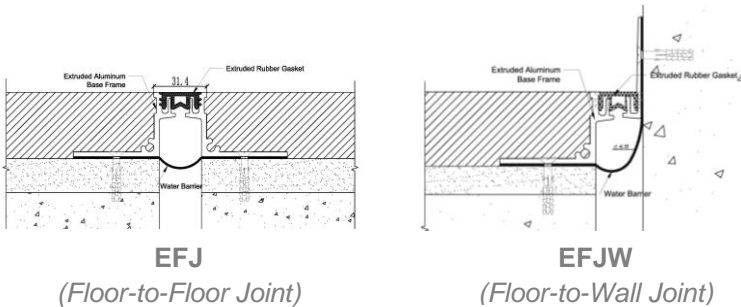 31.4
Extruded Rubber Gasket
Extruded Aluminum
Base Frame
Water Barrier
EFJ
(Floor-to-Floor Joint)
Extruded Aluminum
Base Frame
Extruded Rubber Gasket
Water Barrier
EFJW
(Floor-to-Wall Joint)